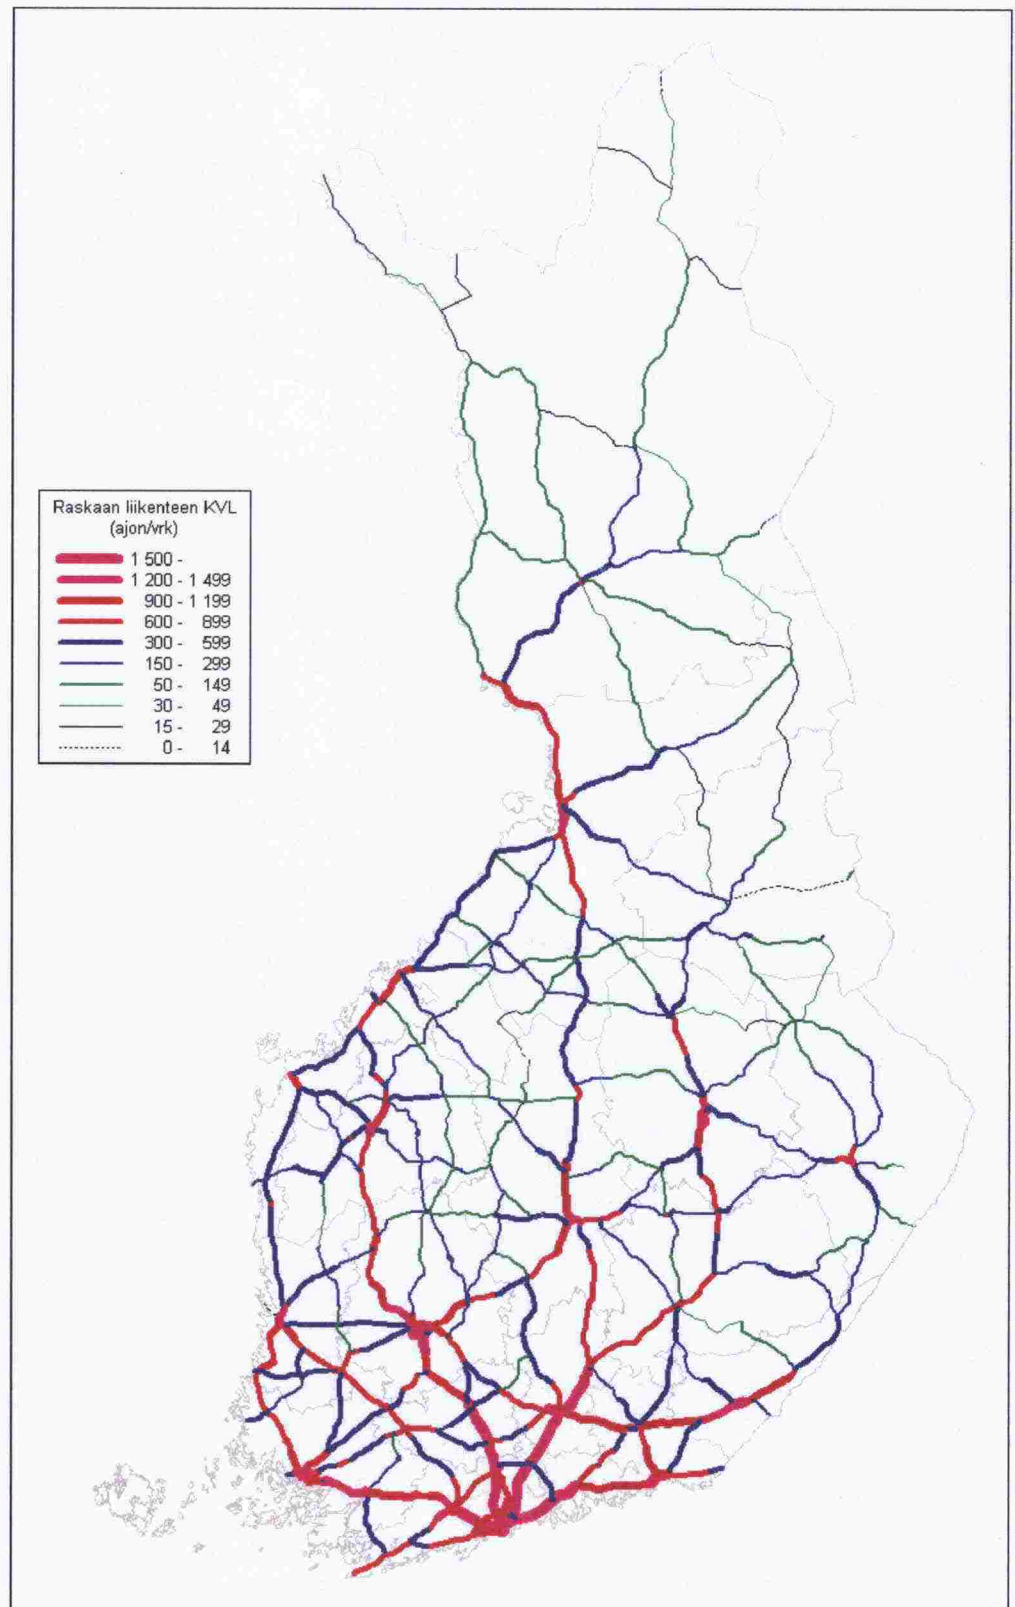 Raskaan liikenteen KVL
(ajon/vrk)
1 500 -
1 200 - 1 499
900 - 1 199
600 - 899
300 - 599
150 - 299
50 - 149
30 - 49
15 - 29
0 - 14